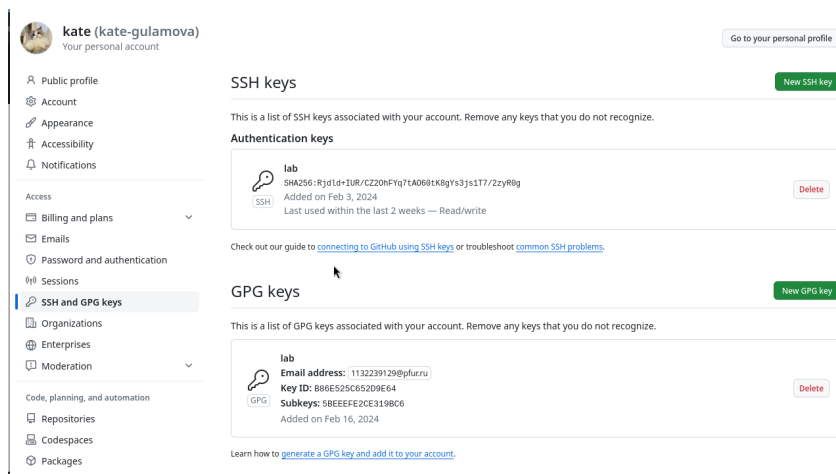 kate (kate-gulamova)
Your personal account
Go to your personal profile
Public profile
Account
Appearance
Accessibility
Notifications
Access
Billing and plans
Emails
Password and authentication
Sessions
SSH and GPG keys
Organizations
Enterprises
Moderation
Code, planning, and automation
Repositories
Codespaces
Packages
SSH keys
New SSH key
This is a list of SSH keys associated with your account. Remove any keys that you do not recognize.
Authentication keys
lab
SHA256:Rjdld+IUR/CZ2OhFYq7tAO60tK8gYs3js1T7/2zyR0g
Added on Feb 3, 2024
Last used within the last 2 weeks — Read/write
SSH
Delete
Check out our guide to connecting to GitHub using SSH keys or troubleshoot common SSH problems.
GPG keys
New GPG key
This is a list of GPG keys associated with your account. Remove any keys that you do not recognize.
lab
Email address: 1132239129@pfur.ru
Key ID: B86E525C652D9E64
Subkeys: 5BEEEFE2CE319BC6
Added on Feb 16, 2024
GPG
Delete
Learn how to generate a GPG key and add it to your account.